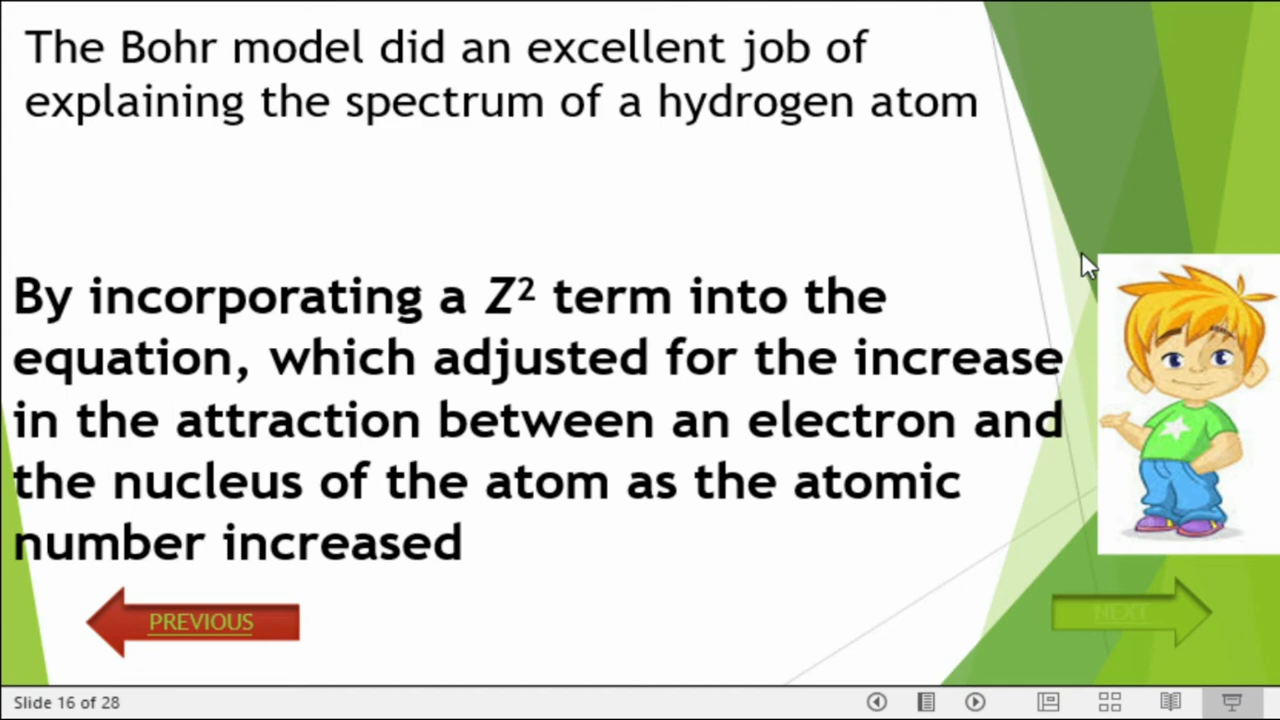 The Bohr model did an excellent job of
explaining the spectrum of a hydrogen atom
By incorporating a Z² term into the
equation, which adjusted for the increase
in the attraction between an electron and
the nucleus of the atom as the atomic
number increased
PREVIOUS
NEXT
Slide 16 of 28